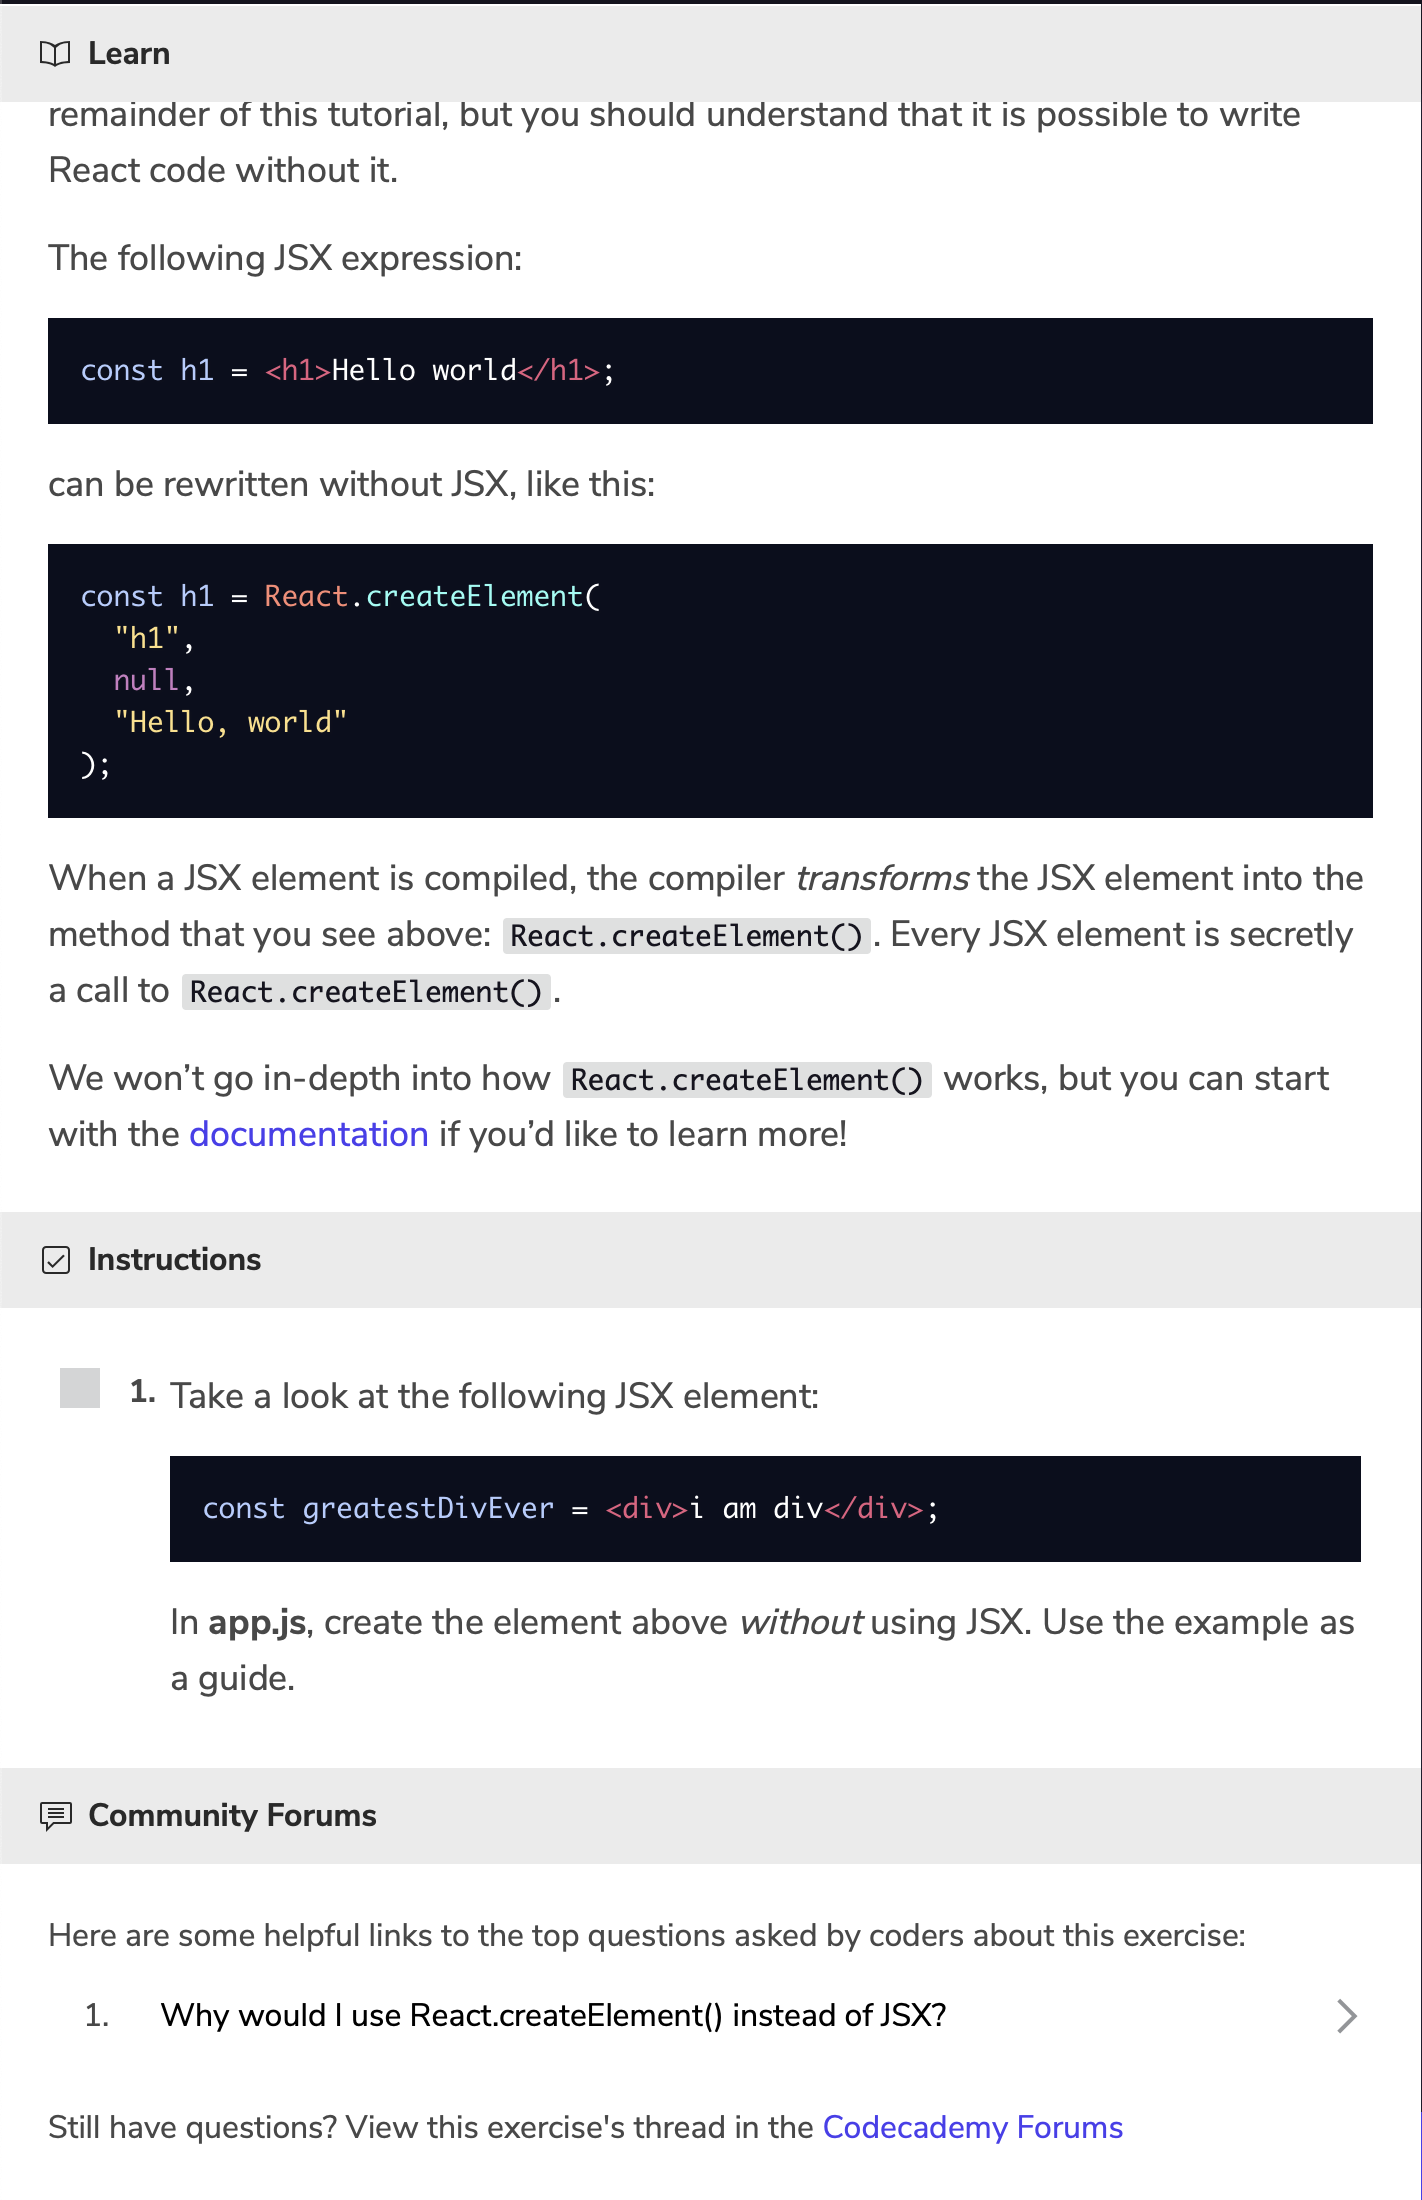 Learn
remainder of this tutorial, but you should understand that it is possible to write
React code without it.
The following JSX expression:
const h1 = <h1>Hello world</h1>;
can be rewritten without JSX, like this:
const h1 = React.createElement(
  "h1",
  null,
  "Hello, world"
);
When a JSX element is compiled, the compiler transforms the JSX element into the
method that you see above: React.createElement(). Every JSX element is secretly
a call to React.createElement().
We won’t go in-depth into how React.createElement() works, but you can start
with the documentation if you’d like to learn more!
Instructions
1. Take a look at the following JSX element:
const greatestDivEver = <div>i am div</div>;
In app.js, create the element above without using JSX. Use the example as
a guide.
Community Forums
Here are some helpful links to the top questions asked by coders about this exercise:
1. Why would I use React.createElement() instead of JSX?
Still have questions? View this exercise's thread in the Codecademy Forums